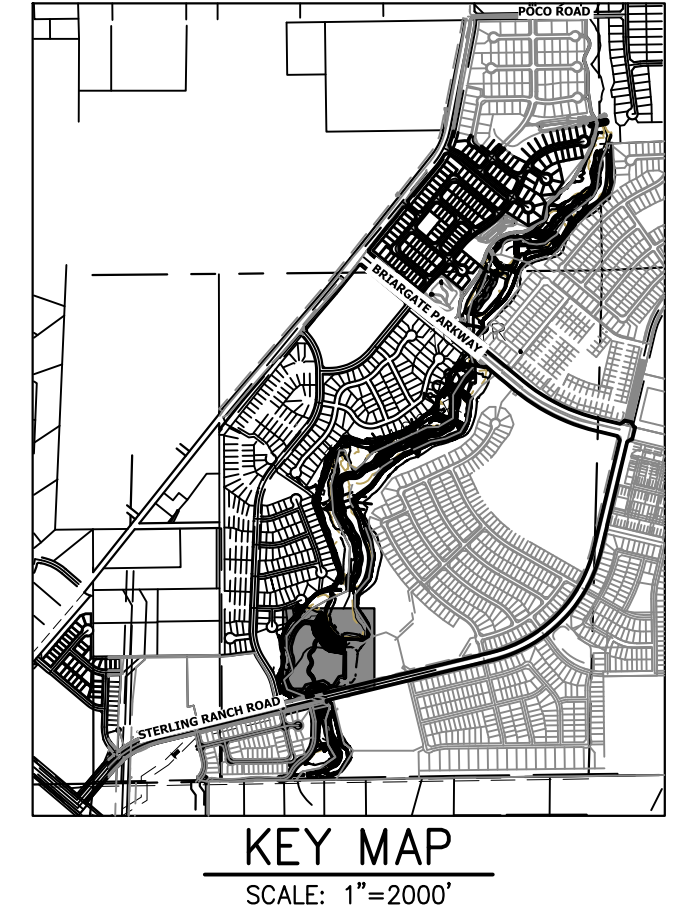 POCO ROAD
BRIARGATE PARKWAY
STERLING RANCH ROAD
KEY MAP
SCALE: 1"=2000'